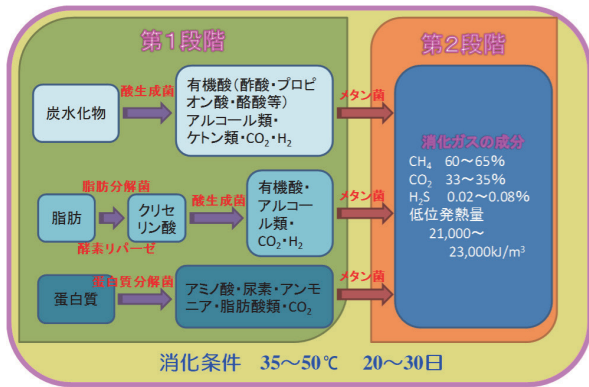 第1段階
第2段階
炭水化物
酸生成菌
有機酸(酢酸・プロピ
オン酸・酪酸等)
アルコール類・
ケトン類・CO₂・H₂
メタン菌
脂肪分解菌
脂肪
酵素リパーゼ
クリセ
リン酸
酸生成菌
有機酸・
アルコー
ル類・
CO₂・H₂
メタン菌
蛋白質
蛋白質分解菌
アミノ酸・尿素・アンモ
ニア・脂肪酸類・CO₂
メタン菌
消化ガスの成分
CH₄ 60～65%
CO₂ 33～35%
H₂S 0.02～0.08%
低位発熱量
21,000～
23,000kJ/m³
消化条件 35～50℃ 20～30日